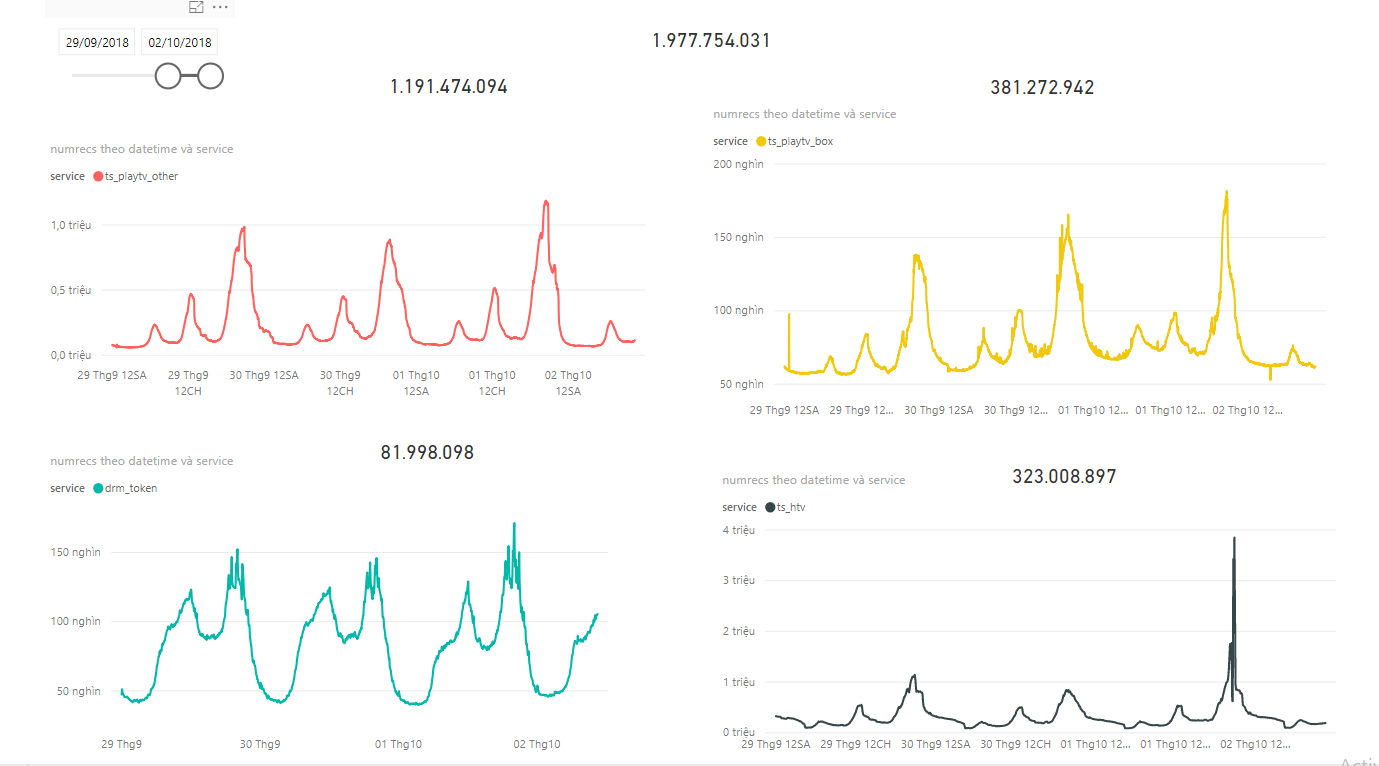 29/09/2018 02/10/2018
1.977.754.031
1.191.474.094
numrecs theo datetime và service
service ts_playtv_other
1,0 triệu
0,5 triệu
0,0 triệu
29 Thg9 12SA
29 Thg9
12CH
30 Thg9 12SA
30 Thg9
12CH
01 Thg10
12SA
01 Thg10
12CH
02 Thg10
12SA
381.272.942
numrecs theo datetime và service
service ts_playtv_box
200 nghìn
150 nghìn
100 nghìn
50 nghìn
29 Thg9 12SA
29 Thg9 12...
30 Thg9 12SA
30 Thg9 12...
01 Thg10 12...
01 Thg10 12...
02 Thg10 12...
81.998.098
numrecs theo datetime và service
service drm_token
150 nghìn
100 nghìn
50 nghìn
29 Thg9
30 Thg9
01 Thg10
02 Thg10
323.008.897
numrecs theo datetime và service
service ts_htv
4 triệu
3 triệu
2 triệu
1 triệu
0 triệu
29 Thg9 12SA
29 Thg9 12CH
30 Thg9 12SA
30 Thg9 12CH
01 Thg10 12...
01 Thg10 12...
02 Thg10 12...